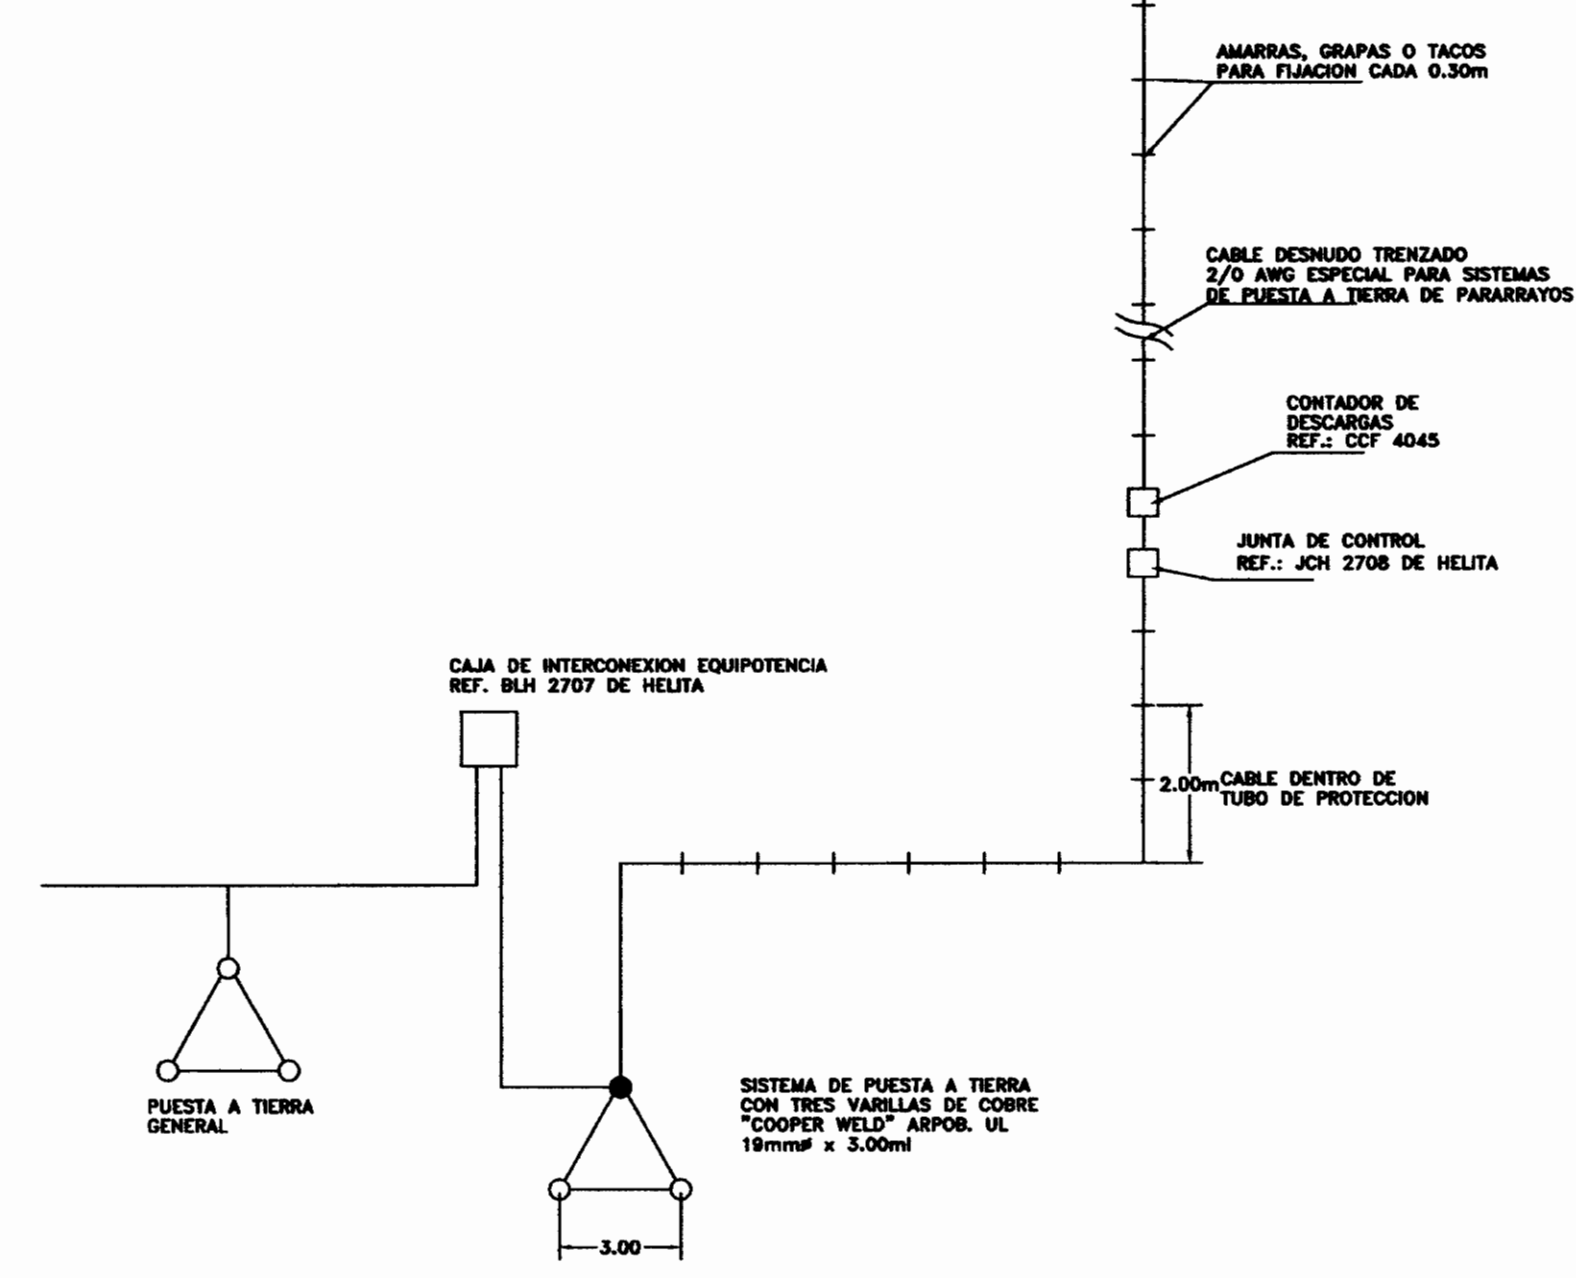 AMARRAS, GRAPAS O TACOS
PARA FIJACION CADA 0.30m
CABLE DESNUDO TRENZADO
2/0 AWG ESPECIAL PARA SISTEMAS
DE PUESTA A TIERRA DE PARARRAYOS
CONTADOR DE
DESCARGAS
REF.: CCF 4045
JUNTA DE CONTROL
REF.: JCH 2708 DE HELITA
CAJA DE INTERCONEXION EQUIPOTENCIA
REF. BLH 2707 DE HELITA
2.00m
CABLE DENTRO DE
TUBO DE PROTECCION
PUESTA A TIERRA
GENERAL
SISTEMA DE PUESTA A TIERRA
CON TRES VARILLAS DE COBRE
"COOPER WELD" ARPOB. UL
19mmø x 3.00ml
3.00